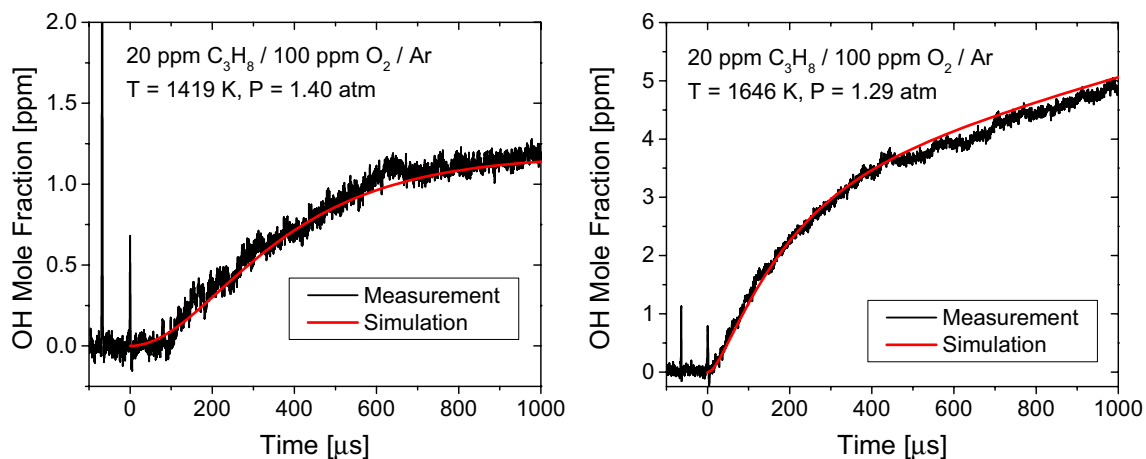 20 ppm C₃H₈ / 100 ppm O₂ / Ar
T = 1419 K, P = 1.40 atm
OH Mole Fraction [ppm]
2.0
1.5
1.0
0.5
0.0
Measurement
Simulation
0 200 400 600 800 1000
Time [μs]
20 ppm C₃H₈ / 100 ppm O₂ / Ar
T = 1646 K, P = 1.29 atm
OH Mole Fraction [ppm]
6
5
4
3
2
1
0
Measurement
Simulation
0 200 400 600 800 1000
Time [μs]